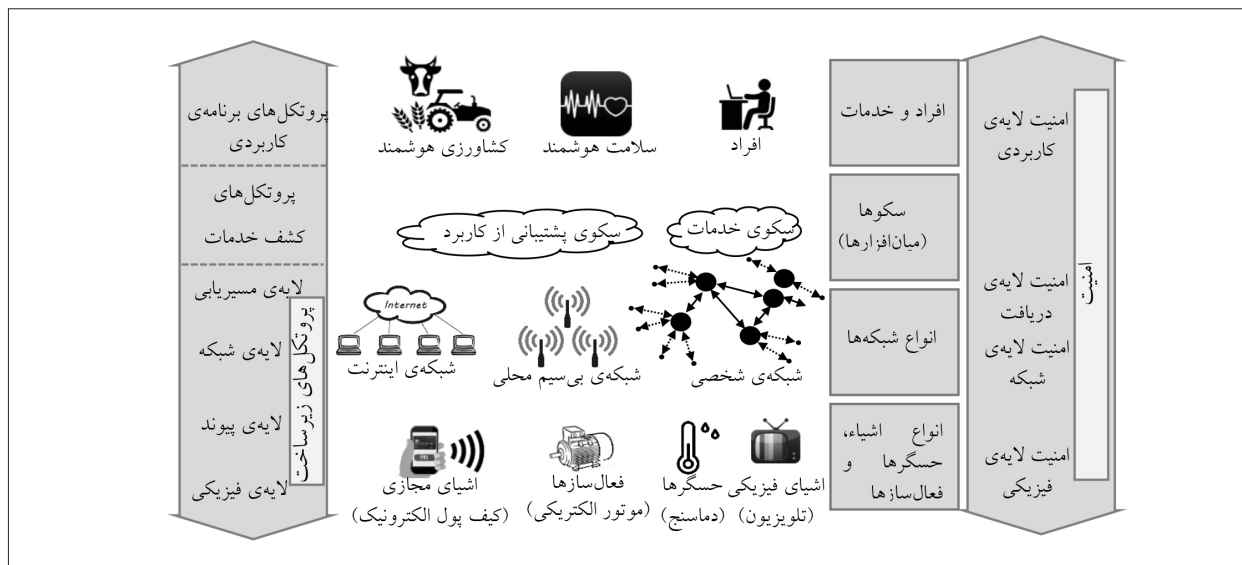 امنیت
امنیت لایه‌ی
کاربردی
امنیت لایه‌ی
دریافت
امنیت لایه‌ی
شبکه
امنیت لایه‌ی
فیزیکی
افراد و خدمات
سکوها
(میان‌افزارها)
انواع شبکه‌ها
انواع اشیاء،
حسگرها و
فعال‌سازها
افراد
سلامت هوشمند
کشاورزی هوشمند
سکوی خدمات
سکوی پشتیبانی از کاربرد
Internet
شبکه‌ی شخصی
شبکه‌ی بی‌سیم محلی
شبکه‌ی اینترنت
اشیای فیزیکی
(تلویزیون)
حسگرها
(دماسنج)
فعال‌سازها
(موتور الکتریکی)
اشیای مجازی
(کیف پول الکترونیک)
پروتکل‌های برنامه‌ی
کاربردی
پروتکل‌های
کشف خدمات
لایه‌ی مسیریابی
لایه‌ی شبکه
لایه‌ی پیوند
لایه‌ی فیزیکی
پروتکل‌های زیرساخت